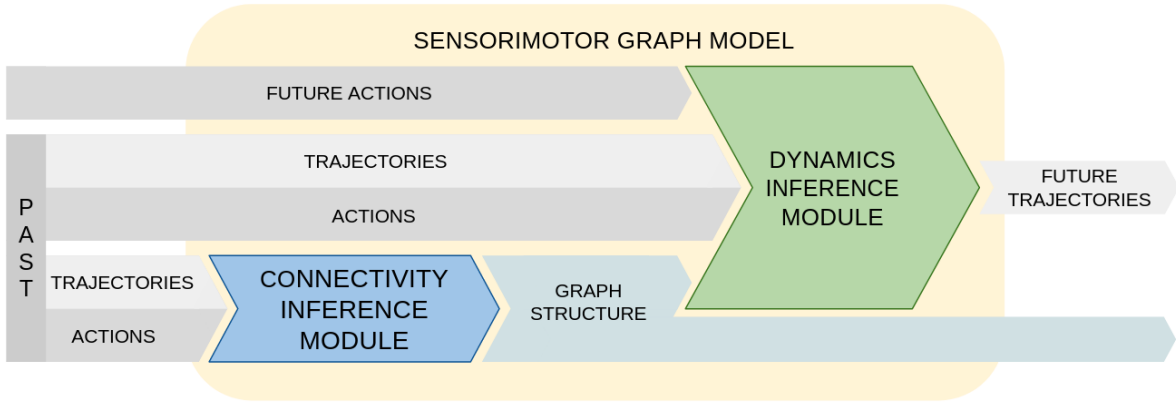 SENSORIMOTOR GRAPH MODEL
FUTURE ACTIONS
PAST
TRAJECTORIES
ACTIONS
DYNAMICS
INFERENCE
MODULE
FUTURE
TRAJECTORIES
TRAJECTORIES
ACTIONS
CONNECTIVITY
INFERENCE
MODULE
GRAPH
STRUCTURE